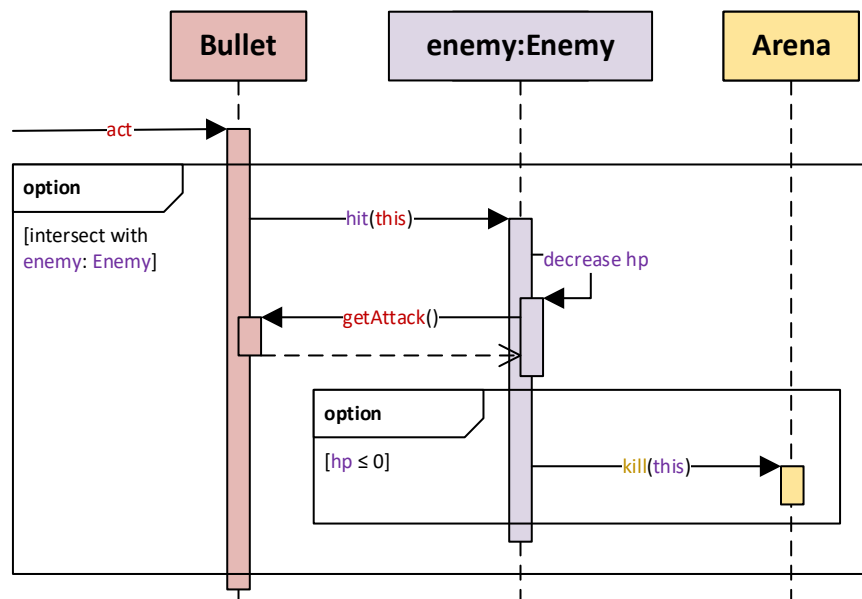 Bullet
enemy:Enemy
Arena
act
option
[intersect with
enemy: Enemy]
hit(this)
decrease hp
getAttack()
option
[hp ≤ 0]
kill(this)